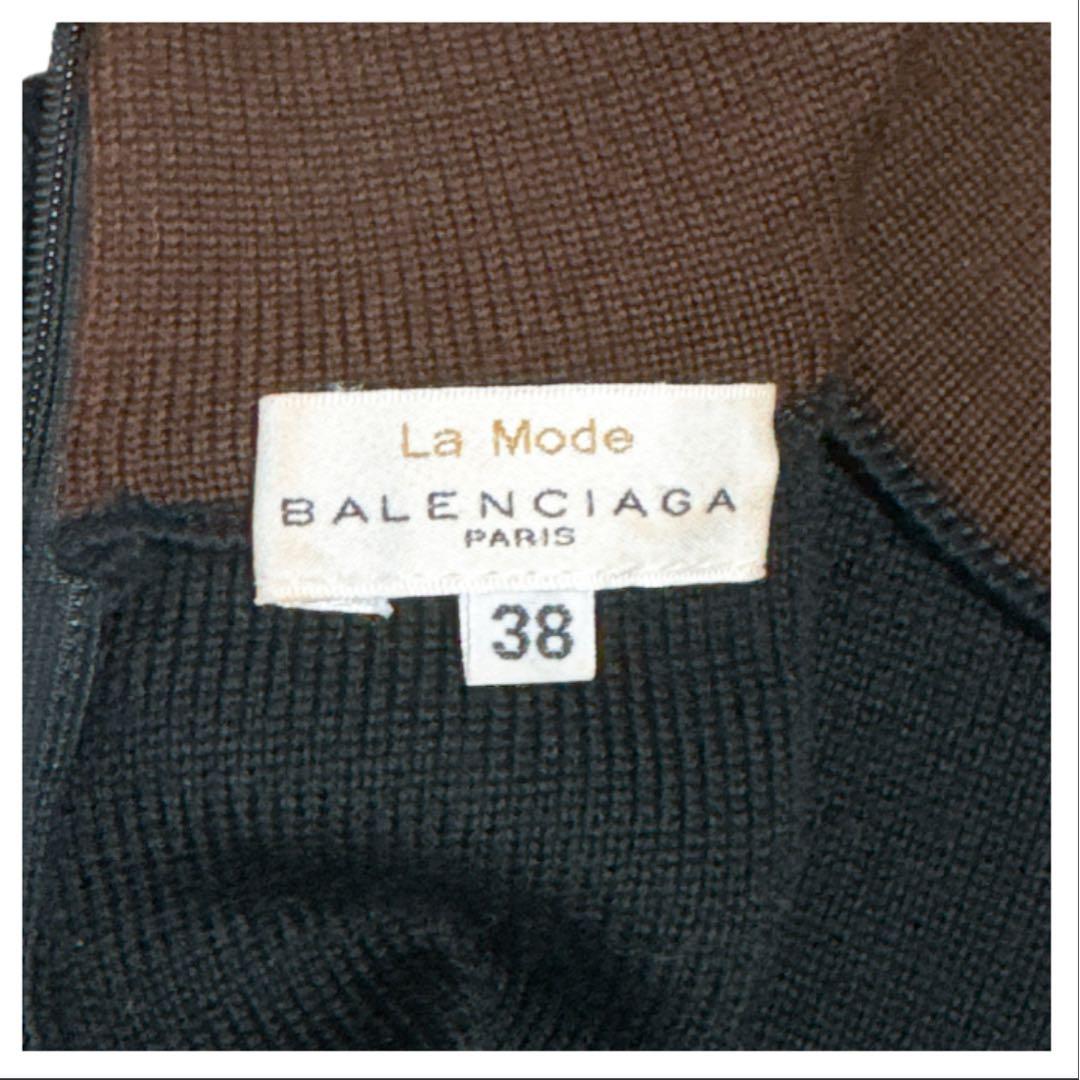 La Mode
BALENCIAGA
PARIS
38